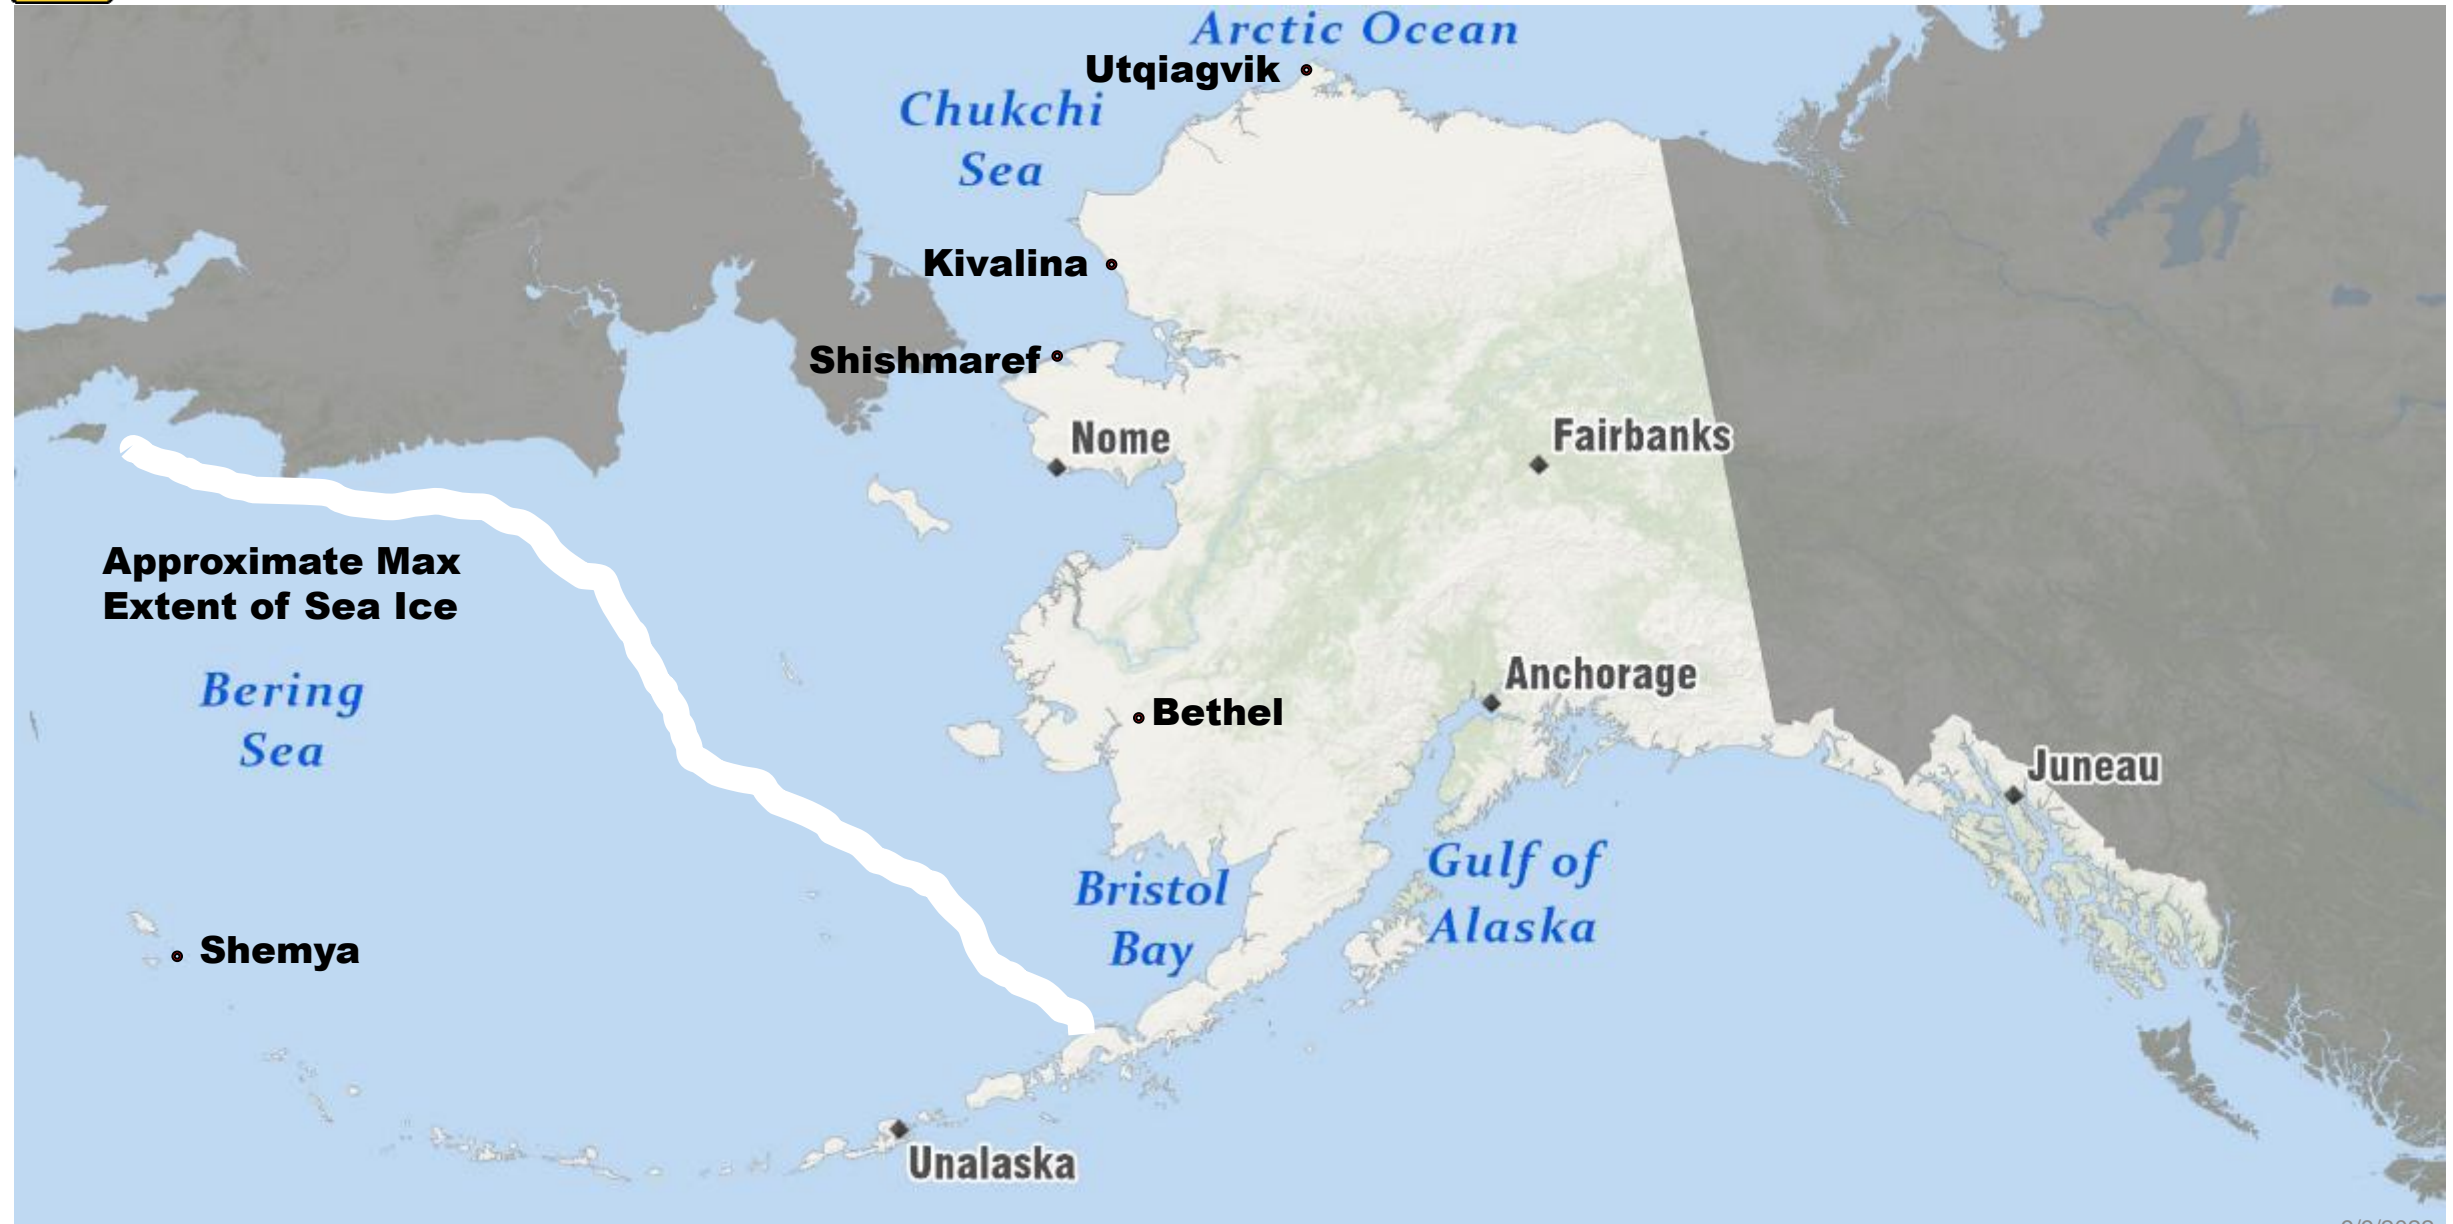 Arctic Ocean
Utqiagvik
Chukchi
Sea
Kivalina
Shishmaref
Nome
Fairbanks
Approximate Max
Extent of Sea Ice
Bering
Sea
Anchorage
Bethel
Juneau
Gulf of
Alaska
Bristol
Bay
Shemya
Unalaska